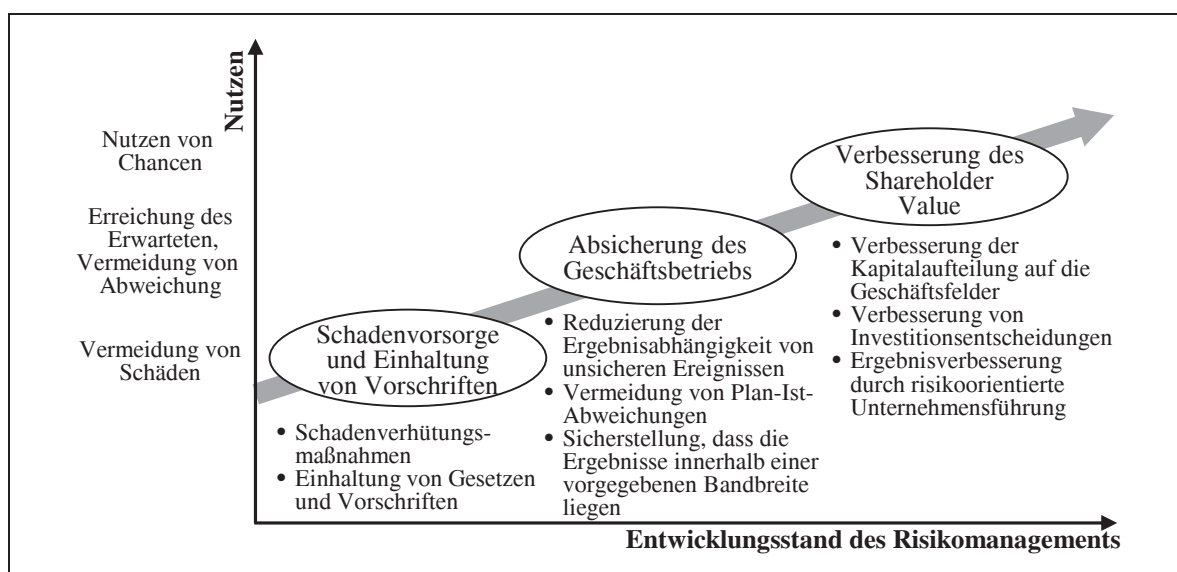 Nutzen
Nutzen von
Chancen
Erreichung des
Erwarteten,
Vermeidung von
Abweichung
Vermeidung von
Schäden
Schadenvorsorge
und Einhaltung
von Vorschriften
• Schadenverhütungs-
maßnahmen
• Einhaltung von Gesetzen
und Vorschriften
Absicherung des
Geschäftsbetriebs
• Reduzierung der
Ergebnisabhängigkeit von
unsicheren Ereignissen
• Vermeidung von Plan-Ist-
Abweichungen
• Sicherstellung, dass die
Ergebnisse innerhalb einer
vorgegebenen Bandbreite
liegen
Verbesserung des
Shareholder
Value
• Verbesserung der
Kapitalaufteilung auf die
Geschäftsfelder
• Verbesserung von
Investitionsentscheidungen
• Ergebnisverbesserung
durch risikoorientierte
Unternehmensführung
Entwicklungsstand des Risikomanagements